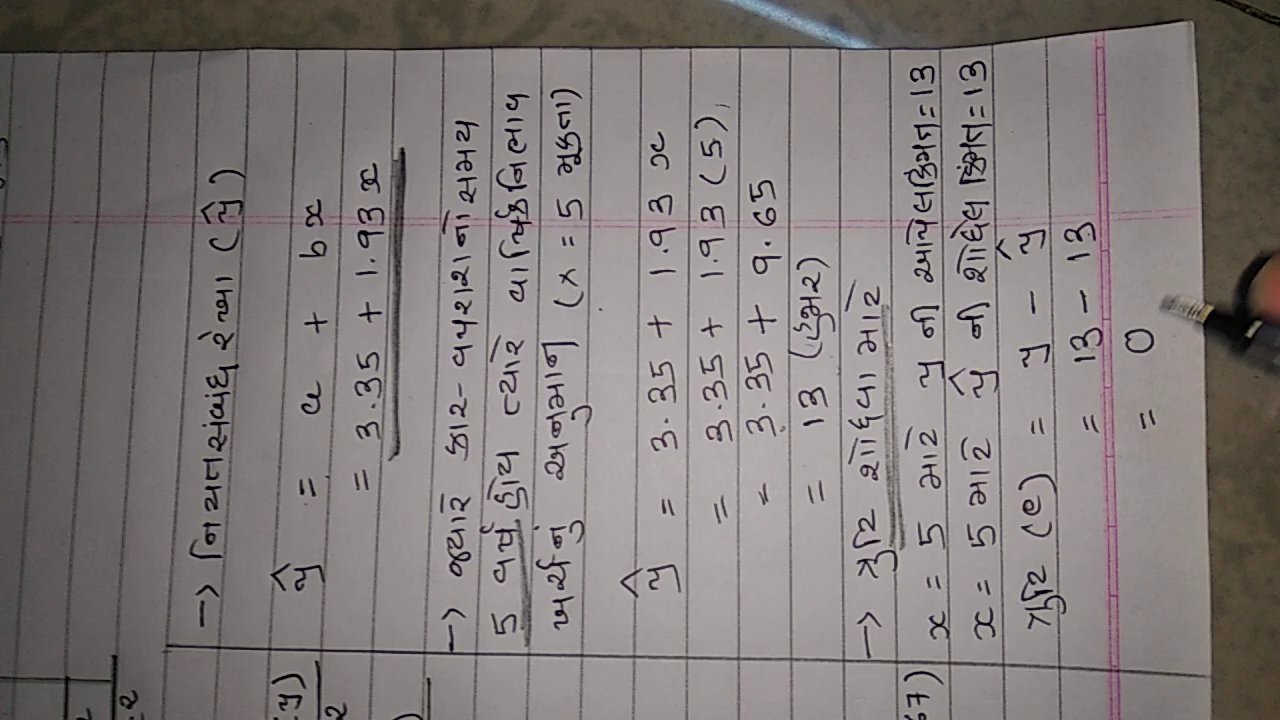 → નિયતસંબંધ રેખા (ŷ)
ŷ = a + bx
= 3.35 + 1.93x
→ જ્યારે કાર-વપરાશનો સમય
5 વર્ષ હોય ત્યારે વાર્ષિક નિભાવ
ખર્ચનું અનુમાન (x = 5 મૂકતા)
ŷ = 3.35 + 1.93x
= 3.35 + 1.93 (5)
= 3.35 + 9.65
= 13 (હજાર)
→ ત્રુટિ શોધવા માટે
x = 5 માટે y ની આપેલ કિંમત = 13
x = 5 માટે ŷ ની શોધેલ કિંમત = 13
ત્રુટિ (e) = y - ŷ
= 13 - 13
= 0